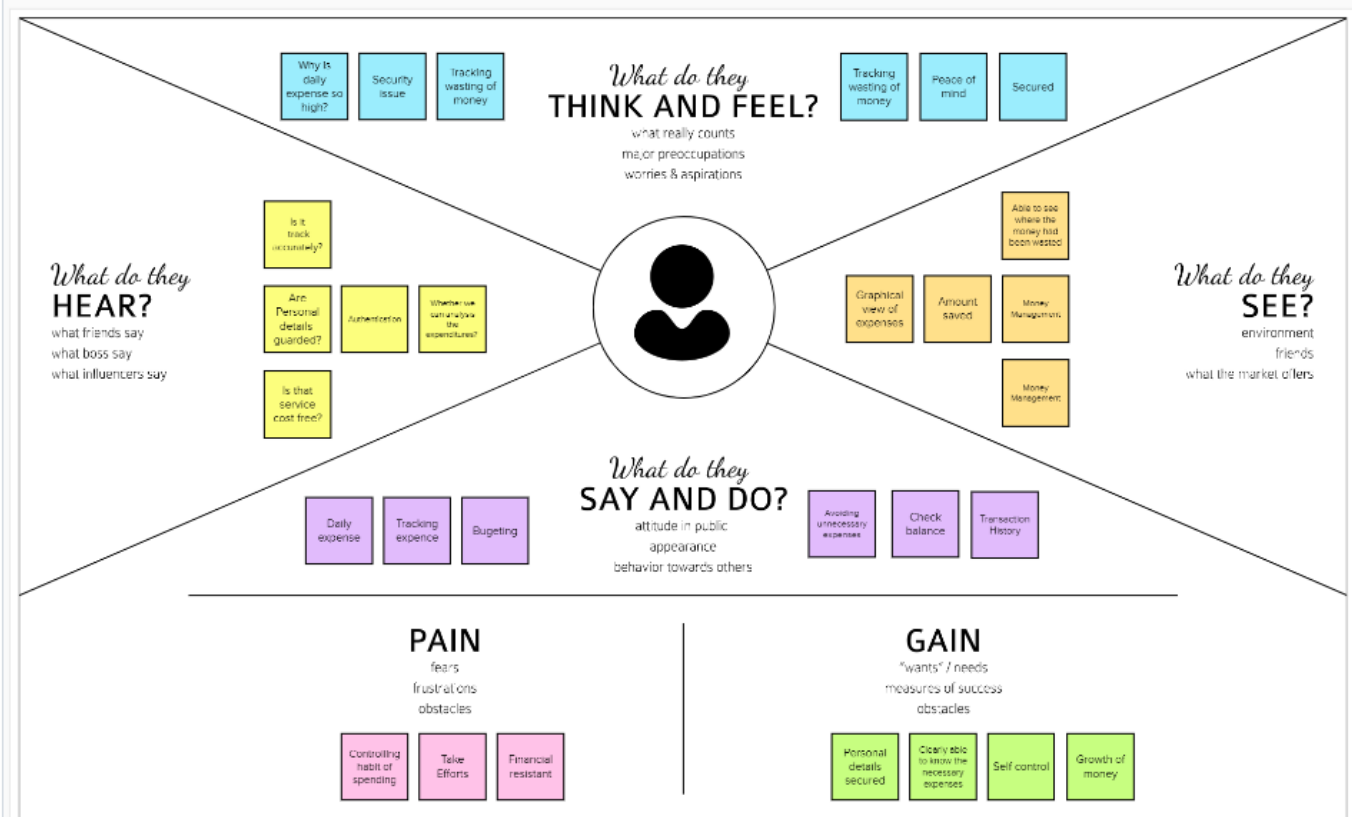 Why is
daily
expense so
high?
Security
issue
Tracking
wasting of
money
What do they
THINK AND FEEL?
what really counts
major preoccupations
worries & aspirations
Tracking
wasting of
money
Peace of
mind
Secured
What do they
HEAR?
what friends say
what boss say
what influencers say
Is it
track
accurately?
Are
Personal
details
guarded?
Authentication
Whether we
can analysis
the
expenditures?
Is that
service
cost free?
Able to see
where the
money had
been wasted
Graphical
view of
expenses
Amount
saved
Money
Management
Money
Management
What do they
SEE?
environment
friends
what the market offers
What do they
SAY AND DO?
attitude in public
appearance
behavior towards others
Daily
expense
Tracking
expence
Bugeting
Avoiding
unnecessary
expenses
Check
balance
Transaction
History
PAIN
fears
frustrations
obstacles
Controlling
habit of
spending
Take
Efforts
Financial
resistant
GAIN
"wants" / needs
measures of success
obstacles
Personal
details
secured
Clearly able
to know the
necessary
expenses
Self control
Growth of
money